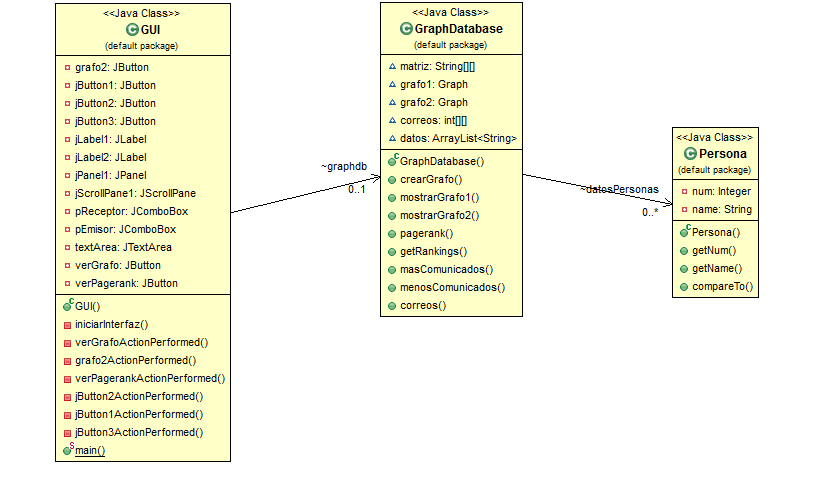 <<Java Class>>
GUI
(default package)
grafo2: JButton
jButton1: JButton
jButton2: JButton
jButton3: JButton
jLabel1: JLabel
jLabel2: JLabel
jPanel1: JPanel
jScrollPane1: JScrollPane
pReceptor: JComboBox
pEmisor: JComboBox
textArea: JTextArea
verGrafo: JButton
verPagerank: JButton
GUI()
iniciarInterfaz()
verGrafoActionPerformed()
grafo2ActionPerformed()
verPagerankActionPerformed()
jButton2ActionPerformed()
jButton1ActionPerformed()
jButton3ActionPerformed()
main()
~graphdb
0..1
<<Java Class>>
GraphDatabase
(default package)
matriz: String[][]
grafo1: Graph
grafo2: Graph
correos: int[][]
datos: ArrayList<String>
GraphDatabase()
crearGrafo()
mostrarGrafo1()
mostrarGrafo2()
pagerank()
getRankings()
masComunicados()
menosComunicados()
correos()
~datosPersonas
0..*
<<Java Class>>
Persona
(default package)
num: Integer
name: String
Persona()
getNum()
getName()
compareTo()